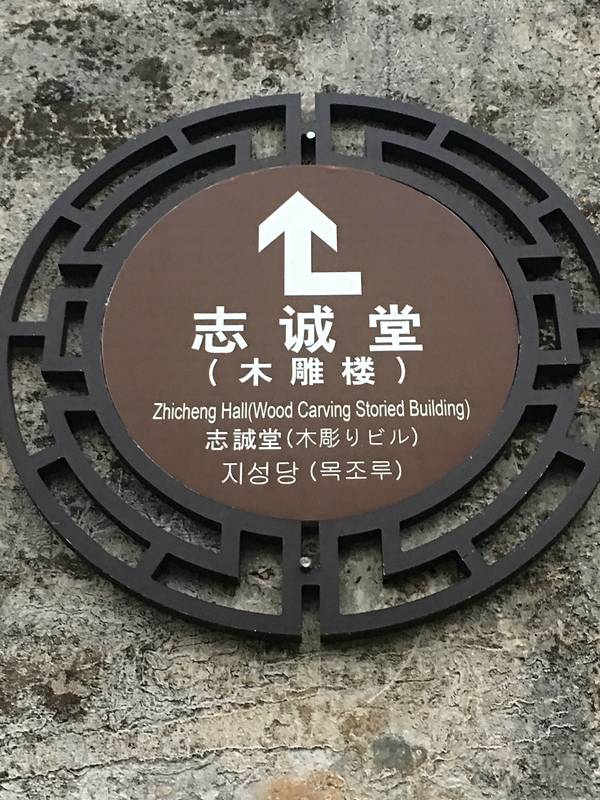 志诚堂
(木雕楼)
Zhicheng Hall(Wood Carving Storied Building)
志誠堂(木彫りビル)
지성당 (목조루)